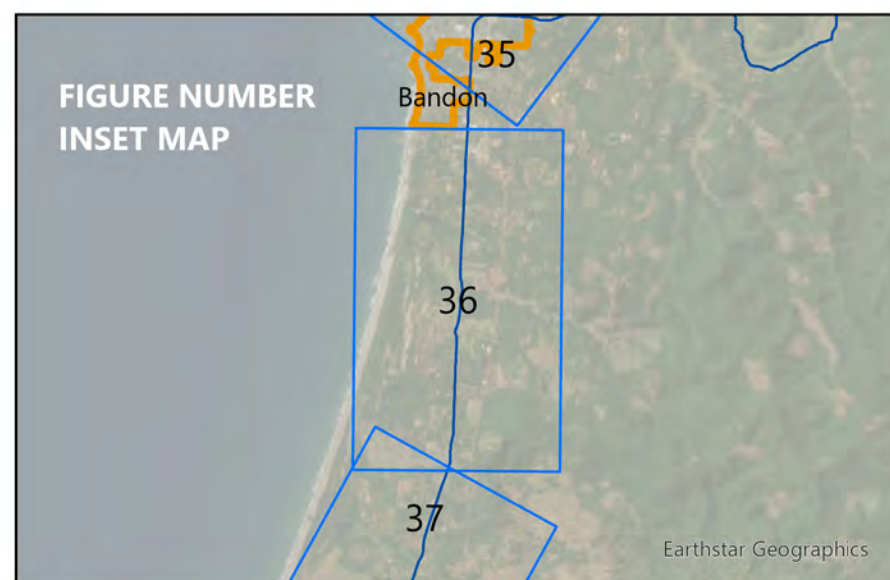 FIGURE NUMBER
INSET MAP
35
Bandon
36
37
Earthstar Geographics